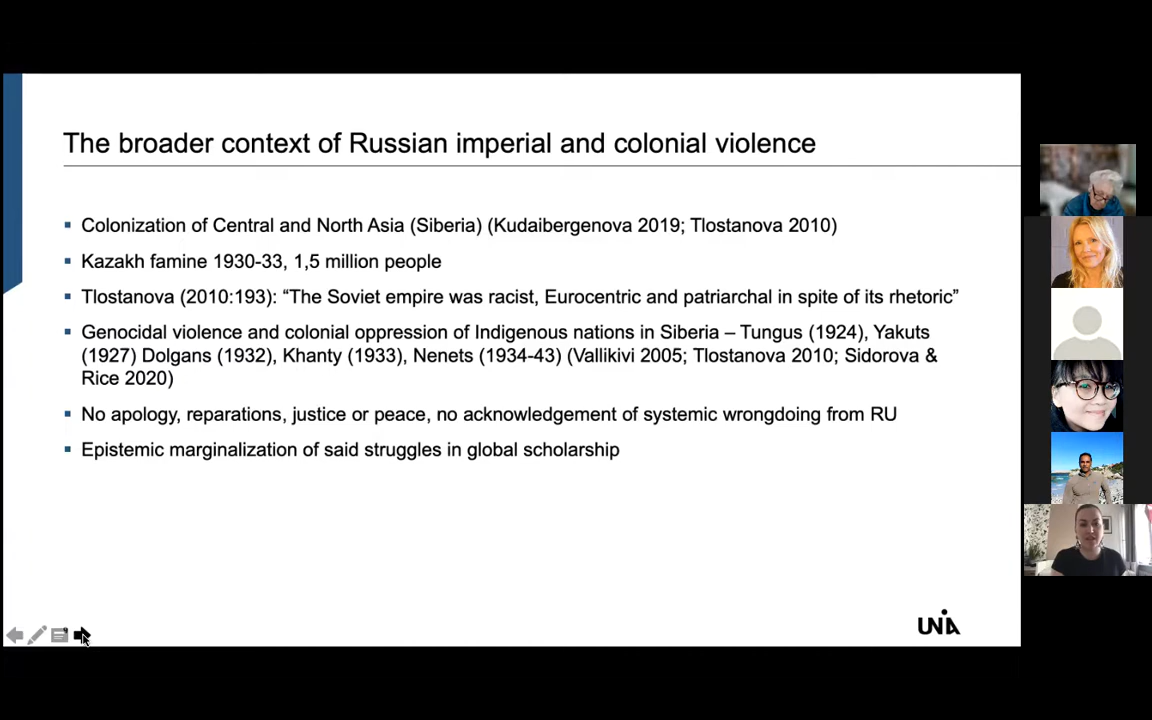 The broader context of Russian imperial and colonial violence
Colonization of Central and North Asia (Siberia) (Kudaibergenova 2019; Tlostanova 2010)
Kazakh famine 1930-33, 1,5 million people
Tlostanova (2010:193): “The Soviet empire was racist, Eurocentric and patriarchal in spite of its rhetoric”
Genocidal violence and colonial oppression of Indigenous nations in Siberia – Tungus (1924), Yakuts
(1927) Dolgans (1932), Khanty (1933), Nenets (1934-43) (Vallikivi 2005; Tlostanova 2010; Sidorova &
Rice 2020)
No apology, reparations, justice or peace, no acknowledgement of systemic wrongdoing from RU
Epistemic marginalization of said struggles in global scholarship
UNIA